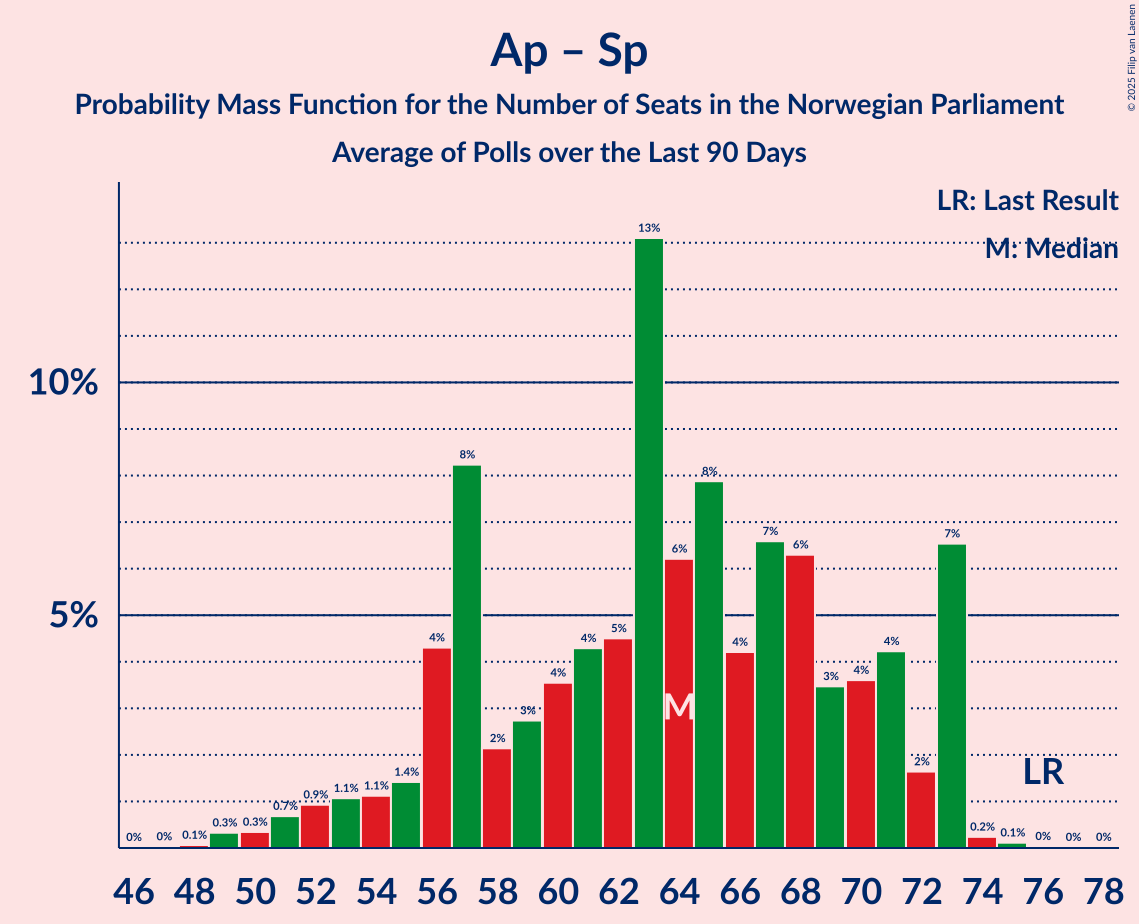 Ap – Sp
Probability Mass Function for the Number of Seats in the Norwegian Parliament
Average of Polls over the Last 90 Days
© 2025 Filip van Laenen
LR: Last Result
M: Median
10%
5%
0% 0% 0.1% 0.3% 0.3% 0.7% 0.9% 1.1% 1.1% 1.4% 4% 8% 2% 3% 4% 4% 5% 13% 6% 8% 4% 7% 6% 3% 4% 4% 2% 7% 0.2% 0.1% 0% 0% 0%
M
LR
46 48 50 52 54 56 58 60 62 64 66 68 70 72 74 76 78